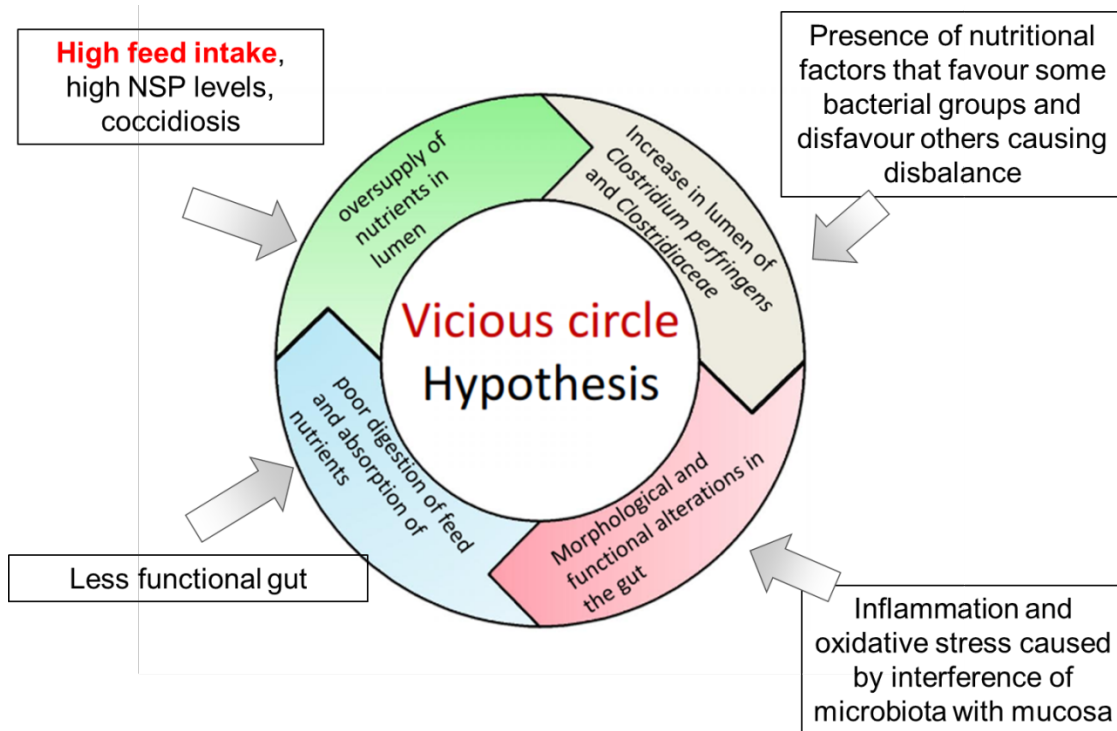 High feed intake,
high NSP levels,
coccidiosis
Presence of nutritional
factors that favour some
bacterial groups and
disfavour others causing
disbalance
oversupply of
nutrients in
lumen
Increase in lumen of
Clostridium perfringens
and Clostridiaceae
Vicious circle
Hypothesis
poor digestion of feed
and absorption of
nutrients
Morphological and
functional alterations in
the gut
Less functional gut
Inflammation and
oxidative stress caused
by interference of
microbiota with mucosa